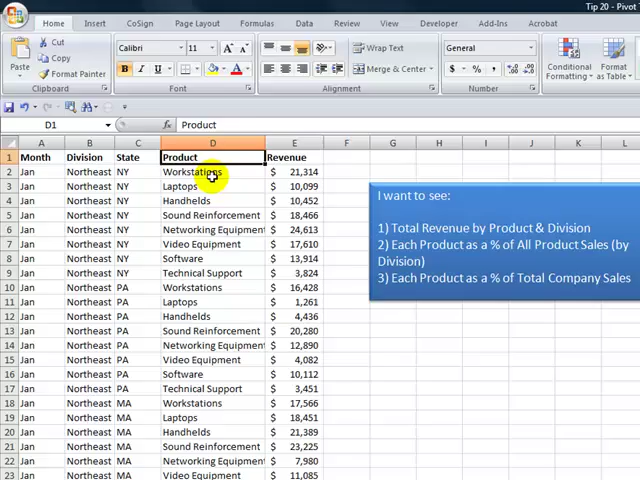 Tip 20 - Pivot T
Home Insert CoSign Page Layout Formulas Data Review View Developer Add-Ins Acrobat
Cut
Copy
Format Painter
Paste
Calibri 11
B I U
Wrap Text
Merge & Center
General
$ % , .00
Conditional Formatting
Format as Table
Clipboard Font Alignment Number
D1 fx Product
A B C D E F G H I J K L
1 Month Division State Product Revenue
2 Jan Northeast NY Workstations $ 21,314
3 Jan Northeast NY Laptops $ 10,099
4 Jan Northeast NY Handhelds $ 10,452
5 Jan Northeast NY Sound Reinforcement $ 18,466
6 Jan Northeast NY Networking Equipment $ 24,613
7 Jan Northeast NY Video Equipment $ 17,610
8 Jan Northeast NY Software $ 13,914
9 Jan Northeast NY Technical Support $ 3,824
10 Jan Northeast PA Workstations $ 16,428
11 Jan Northeast PA Laptops $ 1,261
12 Jan Northeast PA Handhelds $ 4,436
13 Jan Northeast PA Sound Reinforcement $ 20,280
14 Jan Northeast PA Networking Equipment $ 12,890
15 Jan Northeast PA Video Equipment $ 4,082
16 Jan Northeast PA Software $ 10,112
17 Jan Northeast PA Technical Support $ 3,451
18 Jan Northeast MA Workstations $ 17,566
19 Jan Northeast MA Laptops $ 18,451
20 Jan Northeast MA Handhelds $ 21,389
21 Jan Northeast MA Sound Reinforcement $ 23,225
22 Jan Northeast MA Networking Equipment $ 7,980
23 Jan Northeast MA Video Equipment $ 11,085
I want to see:
1) Total Revenue by Product & Division
2) Each Product as a % of All Product Sales (by
Division)
3) Each Product as a % of Total Company Sales